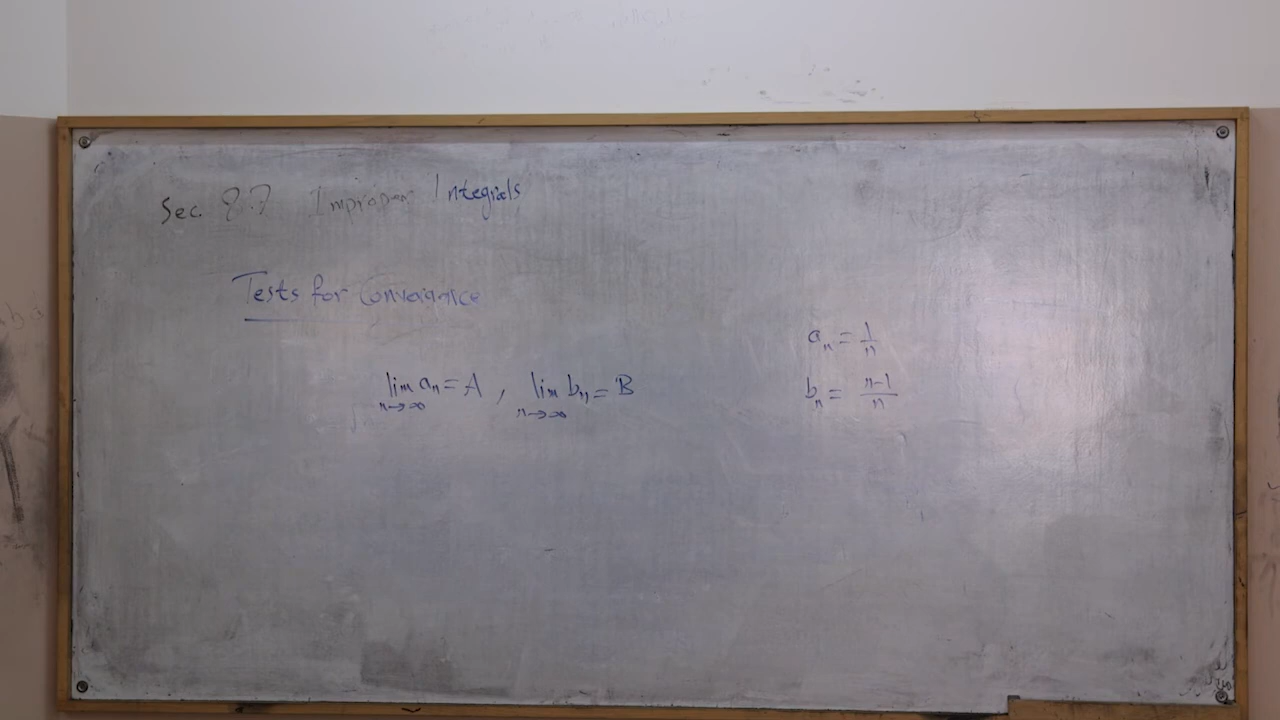 Sec. 8.7 Improper Integrals
Tests for Convergence
lim n→∞ aₙ = A , lim n→∞ bₙ = B
aₙ = 1/n
bₙ = n-1/n